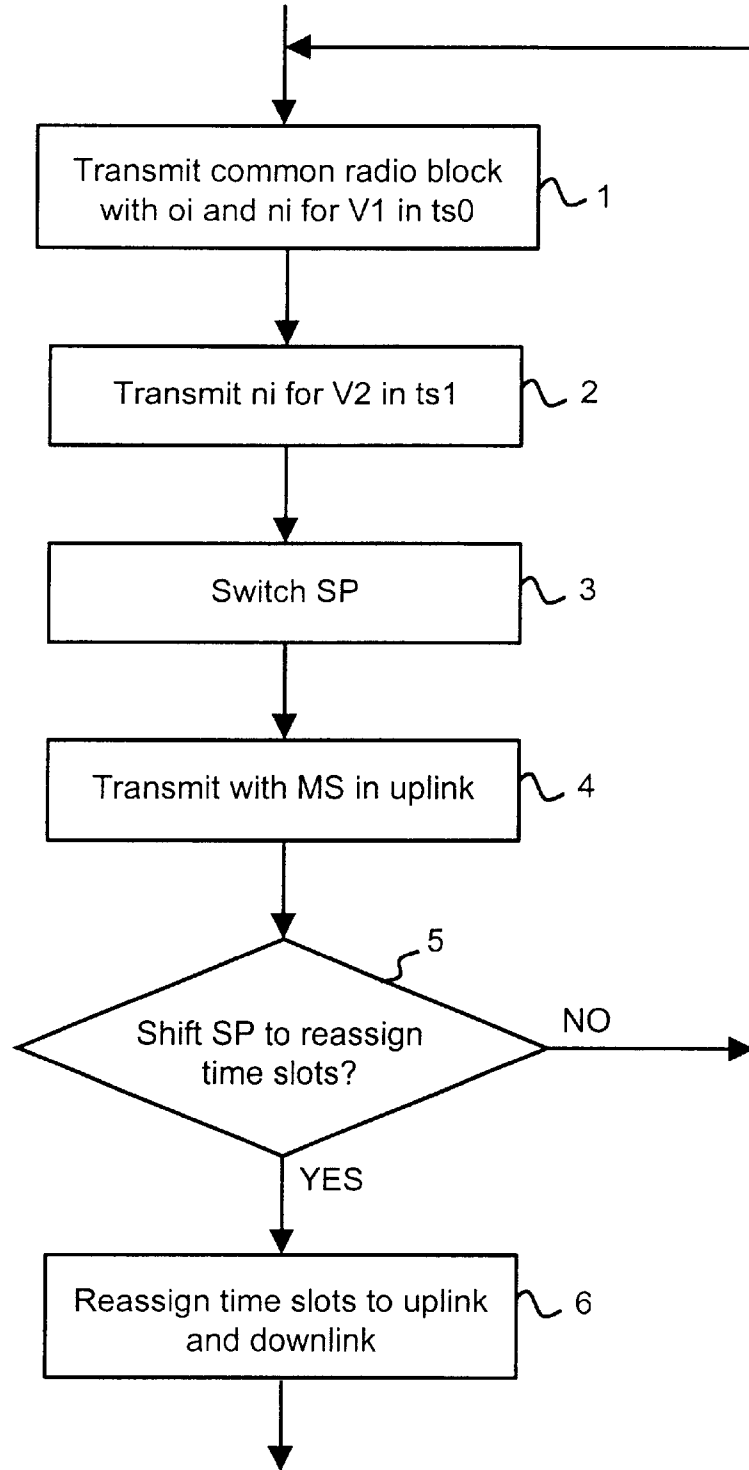 Transmit common radio block
with oi and ni for V1 in ts0
1
Transmit ni for V2 in ts1
2
Switch SP
3
Transmit with MS in uplink
4
5
Shift SP to reassign
time slots?
NO
YES
Reassign time slots to uplink
and downlink
6